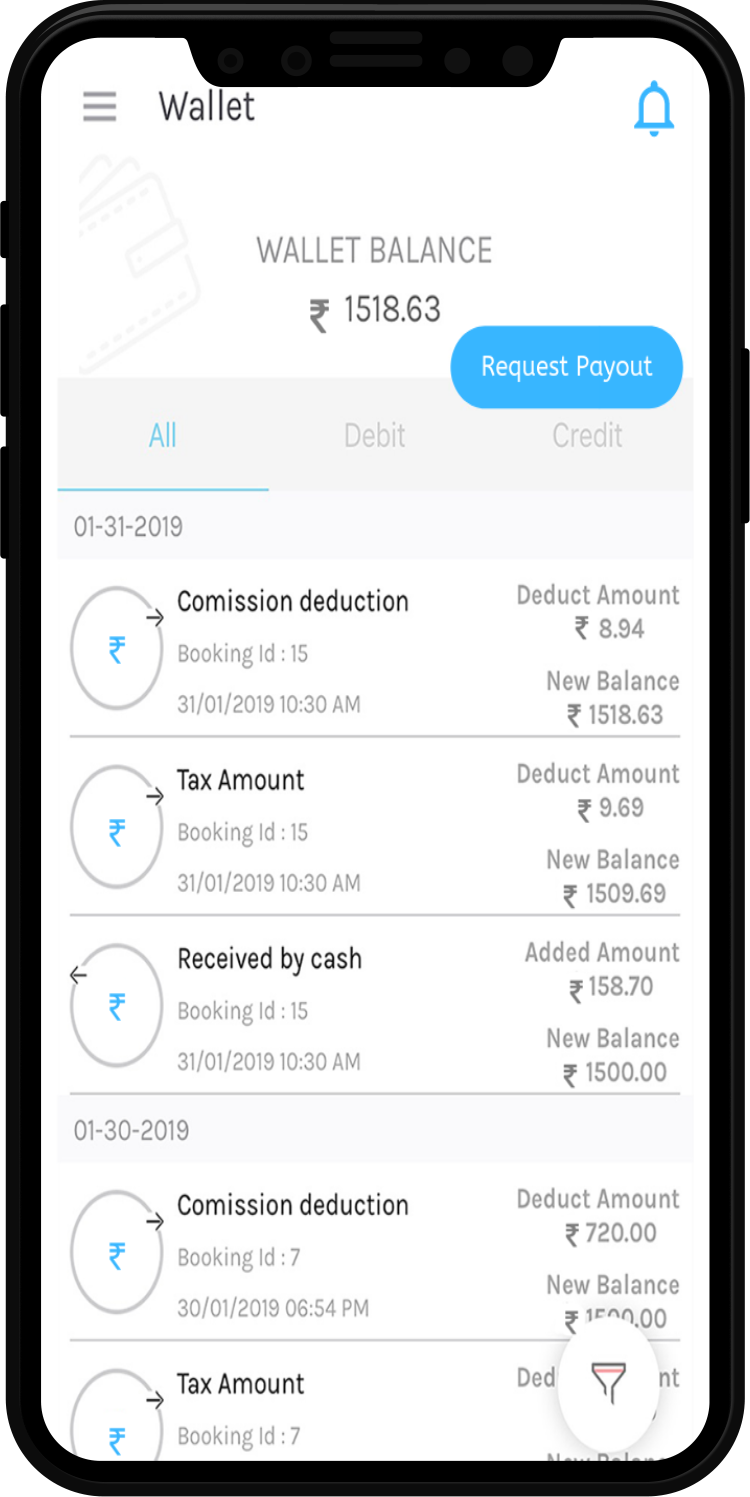 Wallet
WALLET BALANCE
₹ 1518.63
Request Payout
All Debit Credit
01-31-2019
Comission deduction
Deduct Amount
₹ 8.94
Booking Id : 15
New Balance
31/01/2019 10:30 AM
₹ 1518.63
Tax Amount
Deduct Amount
₹ 9.69
Booking Id : 15
New Balance
31/01/2019 10:30 AM
₹ 1509.69
Received by cash
Added Amount
₹ 158.70
Booking Id : 15
New Balance
31/01/2019 10:30 AM
₹ 1500.00
01-30-2019
Comission deduction
Deduct Amount
₹ 720.00
Booking Id : 7
New Balance
30/01/2019 06:54 PM
₹ 1500.00
Tax Amount
Ded nt
Booking Id : 7